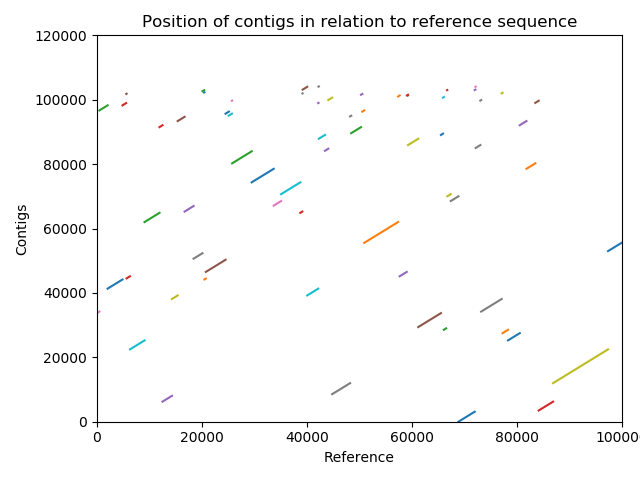 Position of contigs in relation to reference sequence
120000
100000
80000
60000
40000
20000
0
Contigs
0 20000 40000 60000 80000 10000
Reference